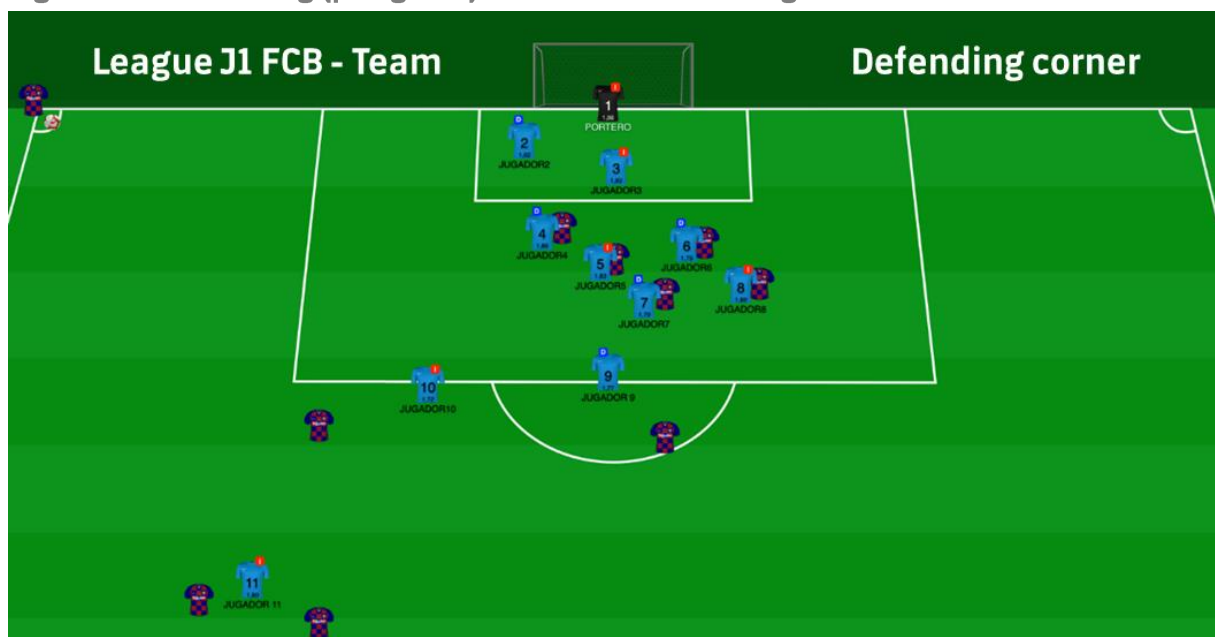 League J1 FCB - Team
Defending corner
1
PORTERO
D
2
JUGADOR2
I
3
JUGADOR3
D
4
JUGADOR4
I
5
JUGADOR5
D
6
JUGADOR6
D
7
JUGADOR7
I
8
JUGADOR8
D
9
JUGADOR 9
I
10
JUGADOR10
I
11
JUGADOR 11